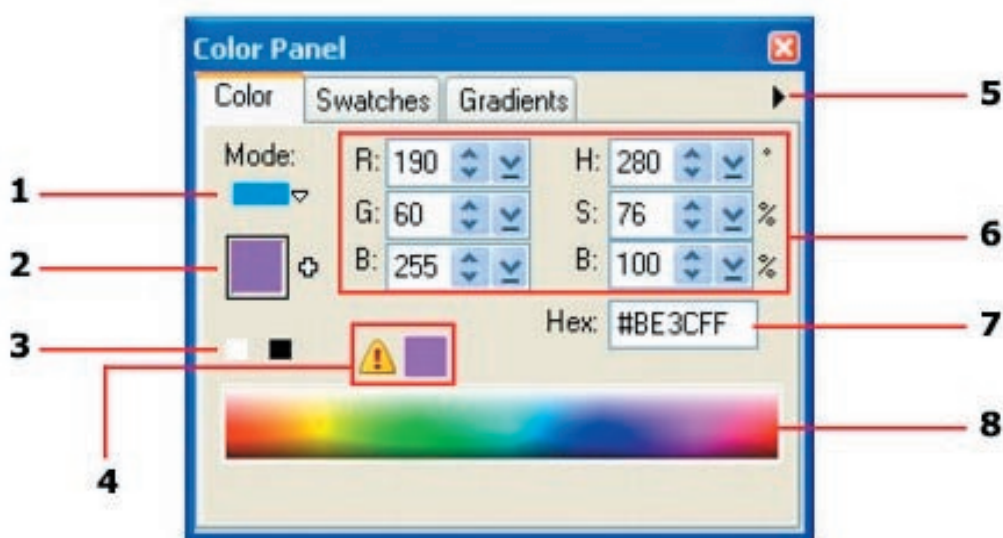 Color Panel
Color Swatches Gradients
5
Mode:
R: 190 H: 280 °
1
G: 60 S: 76 %
6
2
B: 255 B: 100 %
Hex: #BE3CFF
7
3
4
8